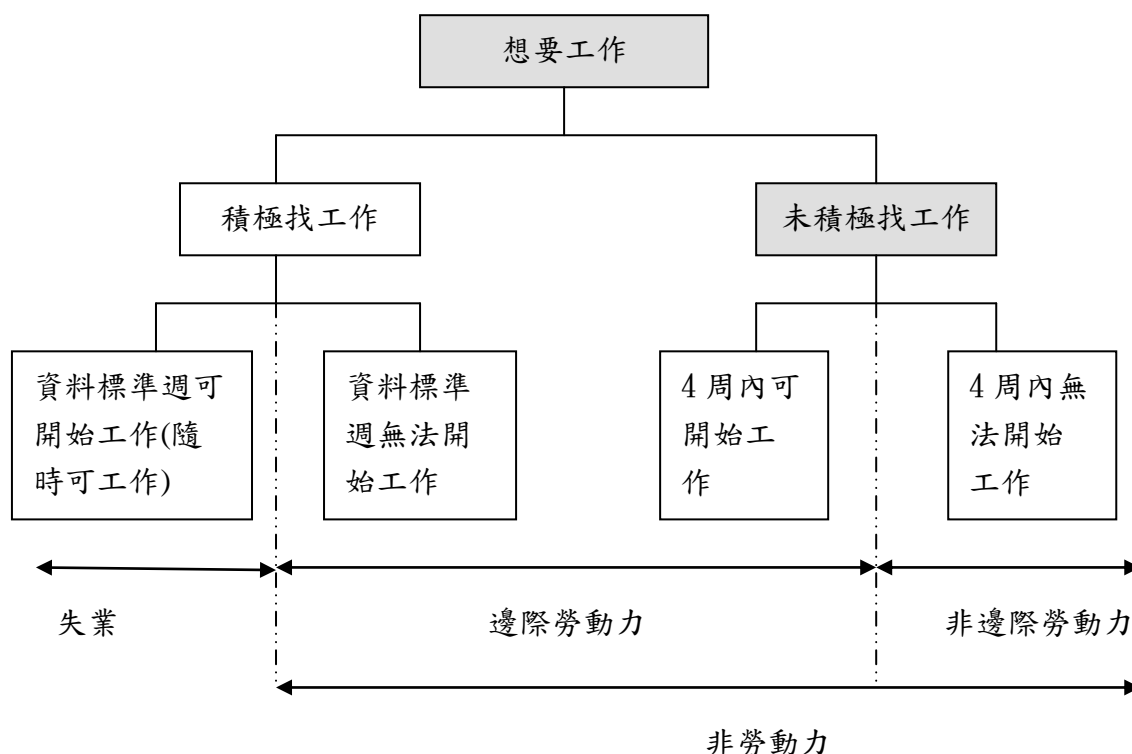 想要工作
積極找工作
未積極找工作
資料標準週可
開始工作(隨
時可工作)
資料標準
週無法開
始工作
4 周內可
開始工
作
4 周內無
法開始
工作
失業
邊際勞動力
非邊際勞動力
非勞動力